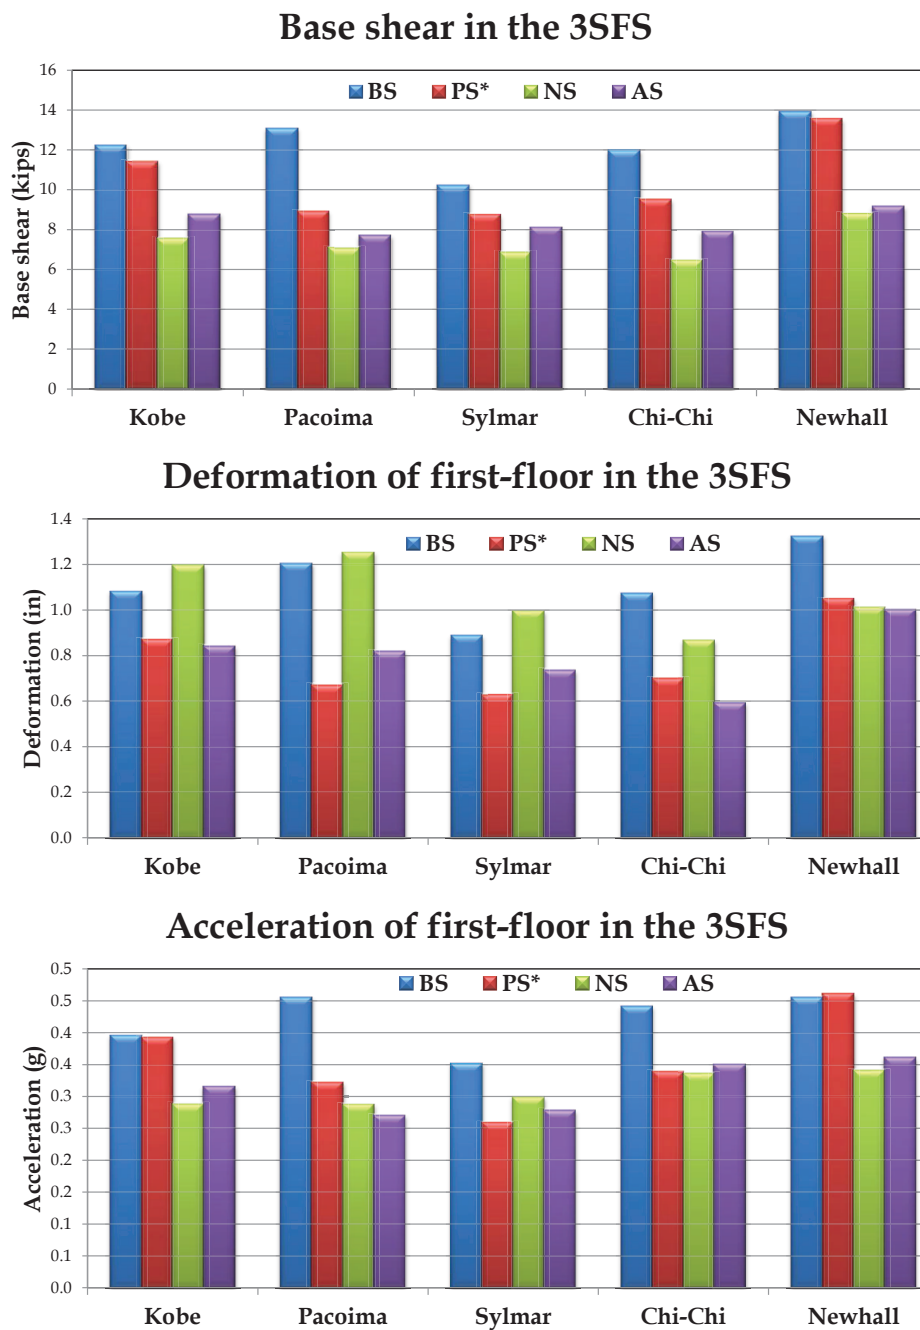 Base shear in the 3SFS
16
14
12
10
8
6
4
2
0
Base shear (kips)
BS PS* NS AS
Kobe Pacoima Sylmar Chi-Chi Newhall
Deformation of first-floor in the 3SFS
1.4
1.2
1.0
0.8
0.6
0.4
0.2
0.0
Deformation (in)
BS PS* NS AS
Kobe Pacoima Sylmar Chi-Chi Newhall
Acceleration of first-floor in the 3SFS
0.5
0.5
0.4
0.4
0.3
0.3
0.2
0.2
0.1
0.1
0.0
Acceleration (g)
BS PS* NS AS
Kobe Pacoima Sylmar Chi-Chi Newhall